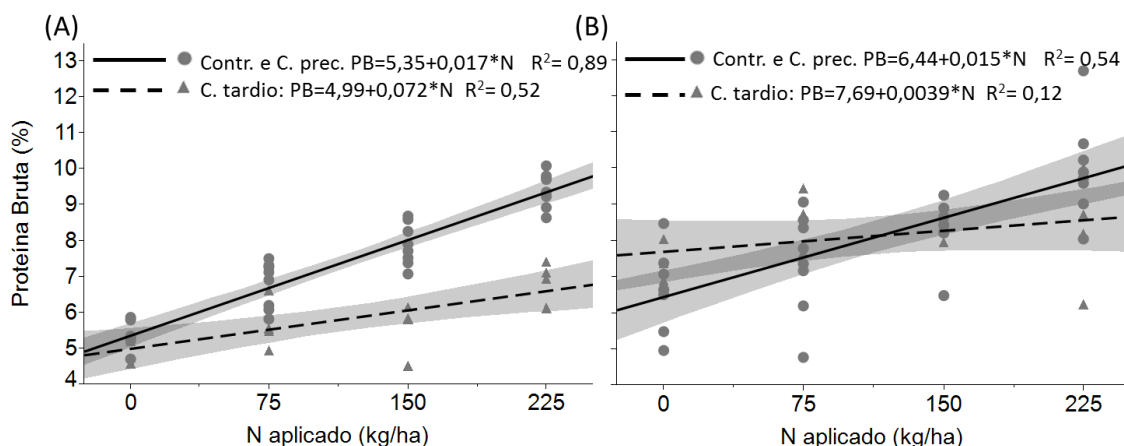 (A)
Contr. e C. prec. PB=5,35+0,017*N R²= 0,89
C. tardio: PB=4,99+0,072*N R²= 0,52
Proteína Bruta (%)
13
12
11
10
9
8
7
6
5
4
0 75 150 225
N aplicado (kg/ha)
(B)
Contr. e C. prec. PB=6,44+0,015*N R²= 0,54
C. tardio: PB=7,69+0,0039*N R²= 0,12
0 75 150 225
N aplicado (kg/ha)